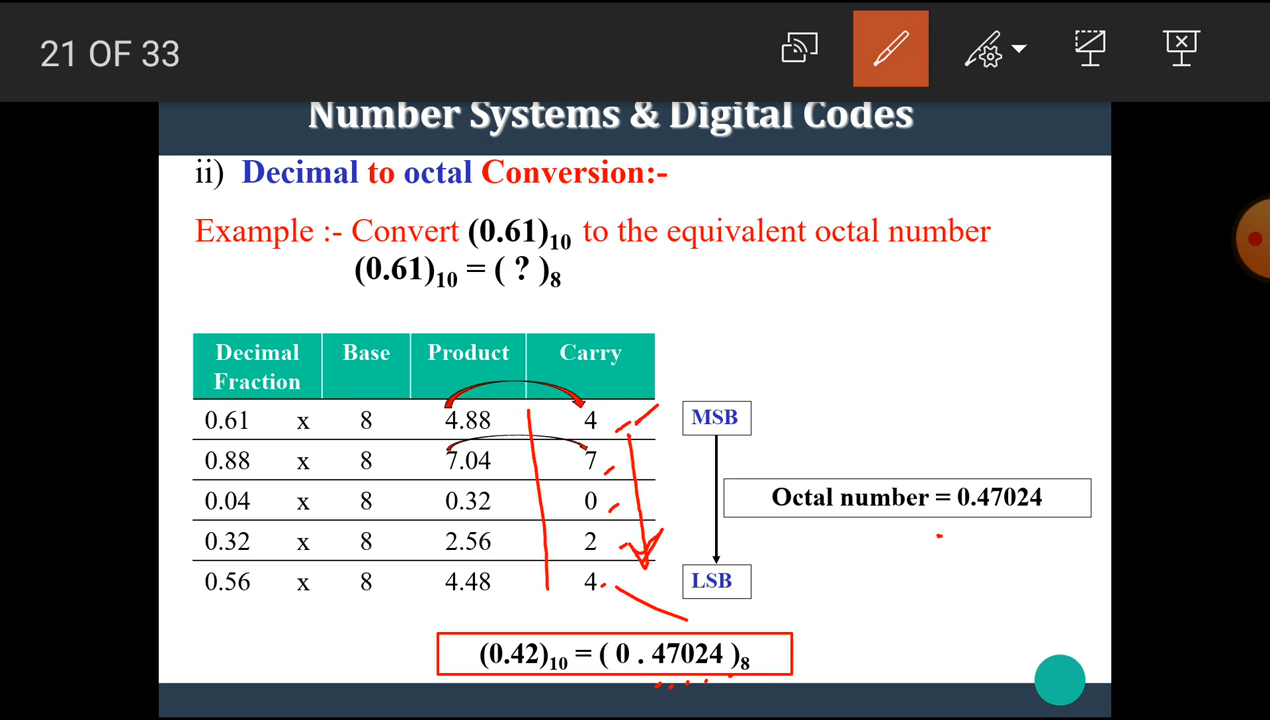 21 OF 33
Number Systems & Digital Codes
ii) Decimal to octal Conversion:-
Example :- Convert (0.61)10 to the equivalent octal number
(0.61)10 = ( ? )8
Decimal Fraction Base Product Carry
0.61 x 8 4.88 4
0.88 x 8 7.04 7
0.04 x 8 0.32 0
0.32 x 8 2.56 2
0.56 x 8 4.48 4
MSB
Octal number = 0.47024
LSB
(0.42)10 = ( 0 . 47024 )8